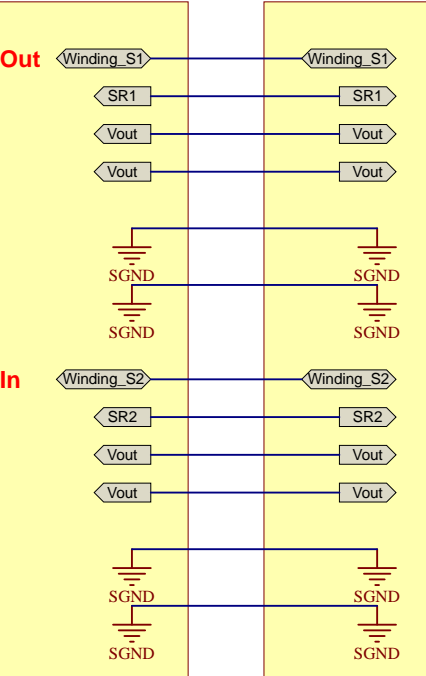 Out Winding_S1 Winding_S1
SR1 SR1
Vout Vout
Vout Vout
SGND SGND
SGND SGND
In Winding_S2 Winding_S2
SR2 SR2
Vout Vout
Vout Vout
SGND SGND
SGND SGND